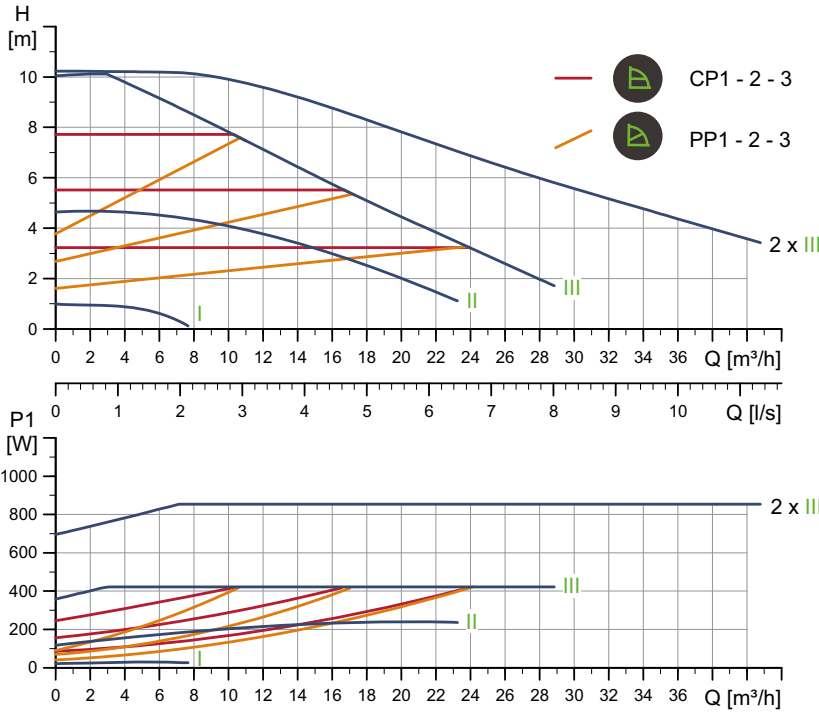 H
[m]
10
8
6
4
2
0
CP1 - 2 - 3
PP1 - 2 - 3
2 x III
III
II
I
0 2 4 6 8 10 12 14 16 18 20 22 24 26 28 30 32 34 36 Q [m³/h]
0 1 2 3 4 5 6 7 8 9 10 Q [l/s]
P1
[W]
1000
800
600
400
200
0
2 x III
III
II
I
0 2 4 6 8 10 12 14 16 18 20 22 24 26 28 30 32 34 36 Q [m³/h]